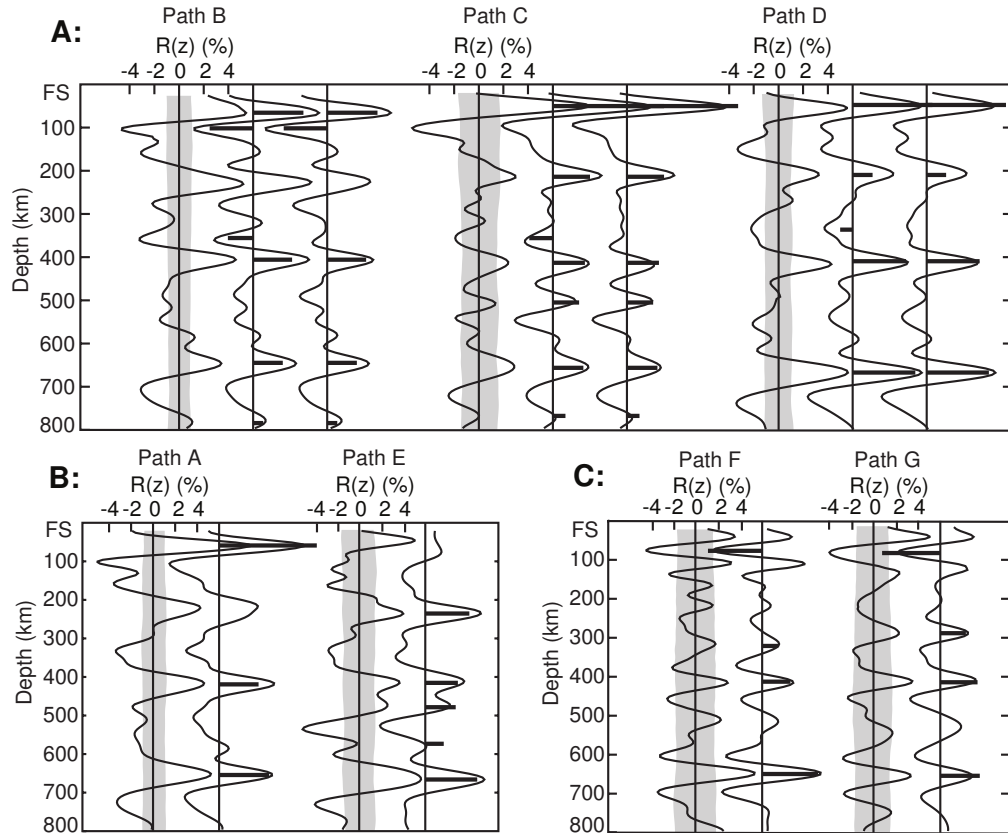 A:
Path B Path C Path D
R(z) (%) R(z) (%) R(z) (%)
-4 -2 0 2 4 -4 -2 0 2 4 -4 -2 0 2 4
FS
100
200
300
400
500
600
700
800
Depth (km)
B:
Path A Path E
R(z) (%) R(z) (%)
-4 -2 0 2 4 -4 -2 0 2 4
FS
100
200
300
400
500
600
700
800
Depth (km)
C:
Path F Path G
R(z) (%) R(z) (%)
-4 -2 0 2 4 -4 -2 0 2 4
FS
100
200
300
400
500
600
700
800
Depth (km)